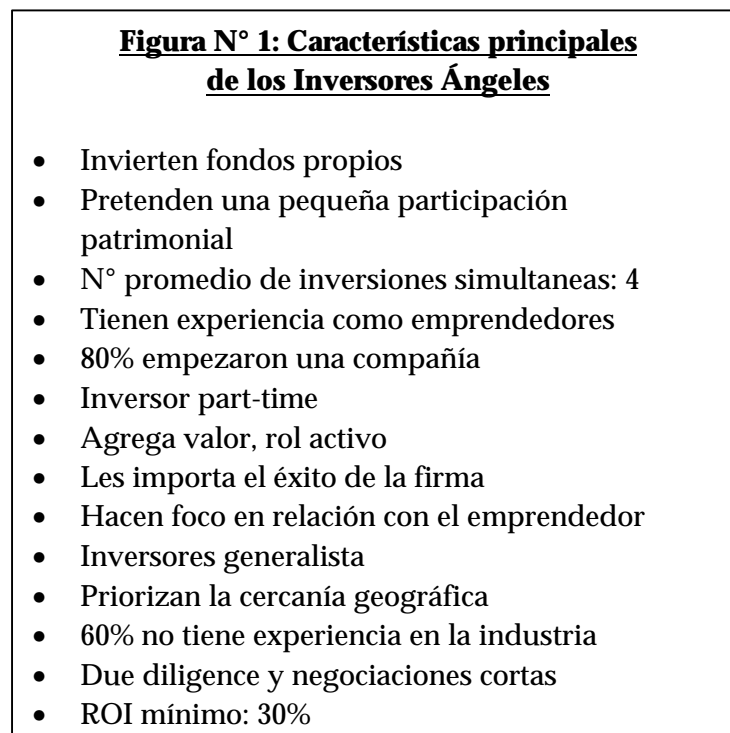 Figura N° 1: Características principales
de los Inversores Ángeles
• Invierten fondos propios
• Pretenden una pequeña participación
patrimonial
• N° promedio de inversiones simultaneas: 4
• Tienen experiencia como emprendedores
• 80% empezaron una compañía
• Inversor part-time
• Agrega valor, rol activo
• Les importa el éxito de la firma
• Hacen foco en relación con el emprendedor
• Inversores generalista
• Priorizan la cercanía geográfica
• 60% no tiene experiencia en la industria
• Due diligence y negociaciones cortas
• ROI mínimo: 30%